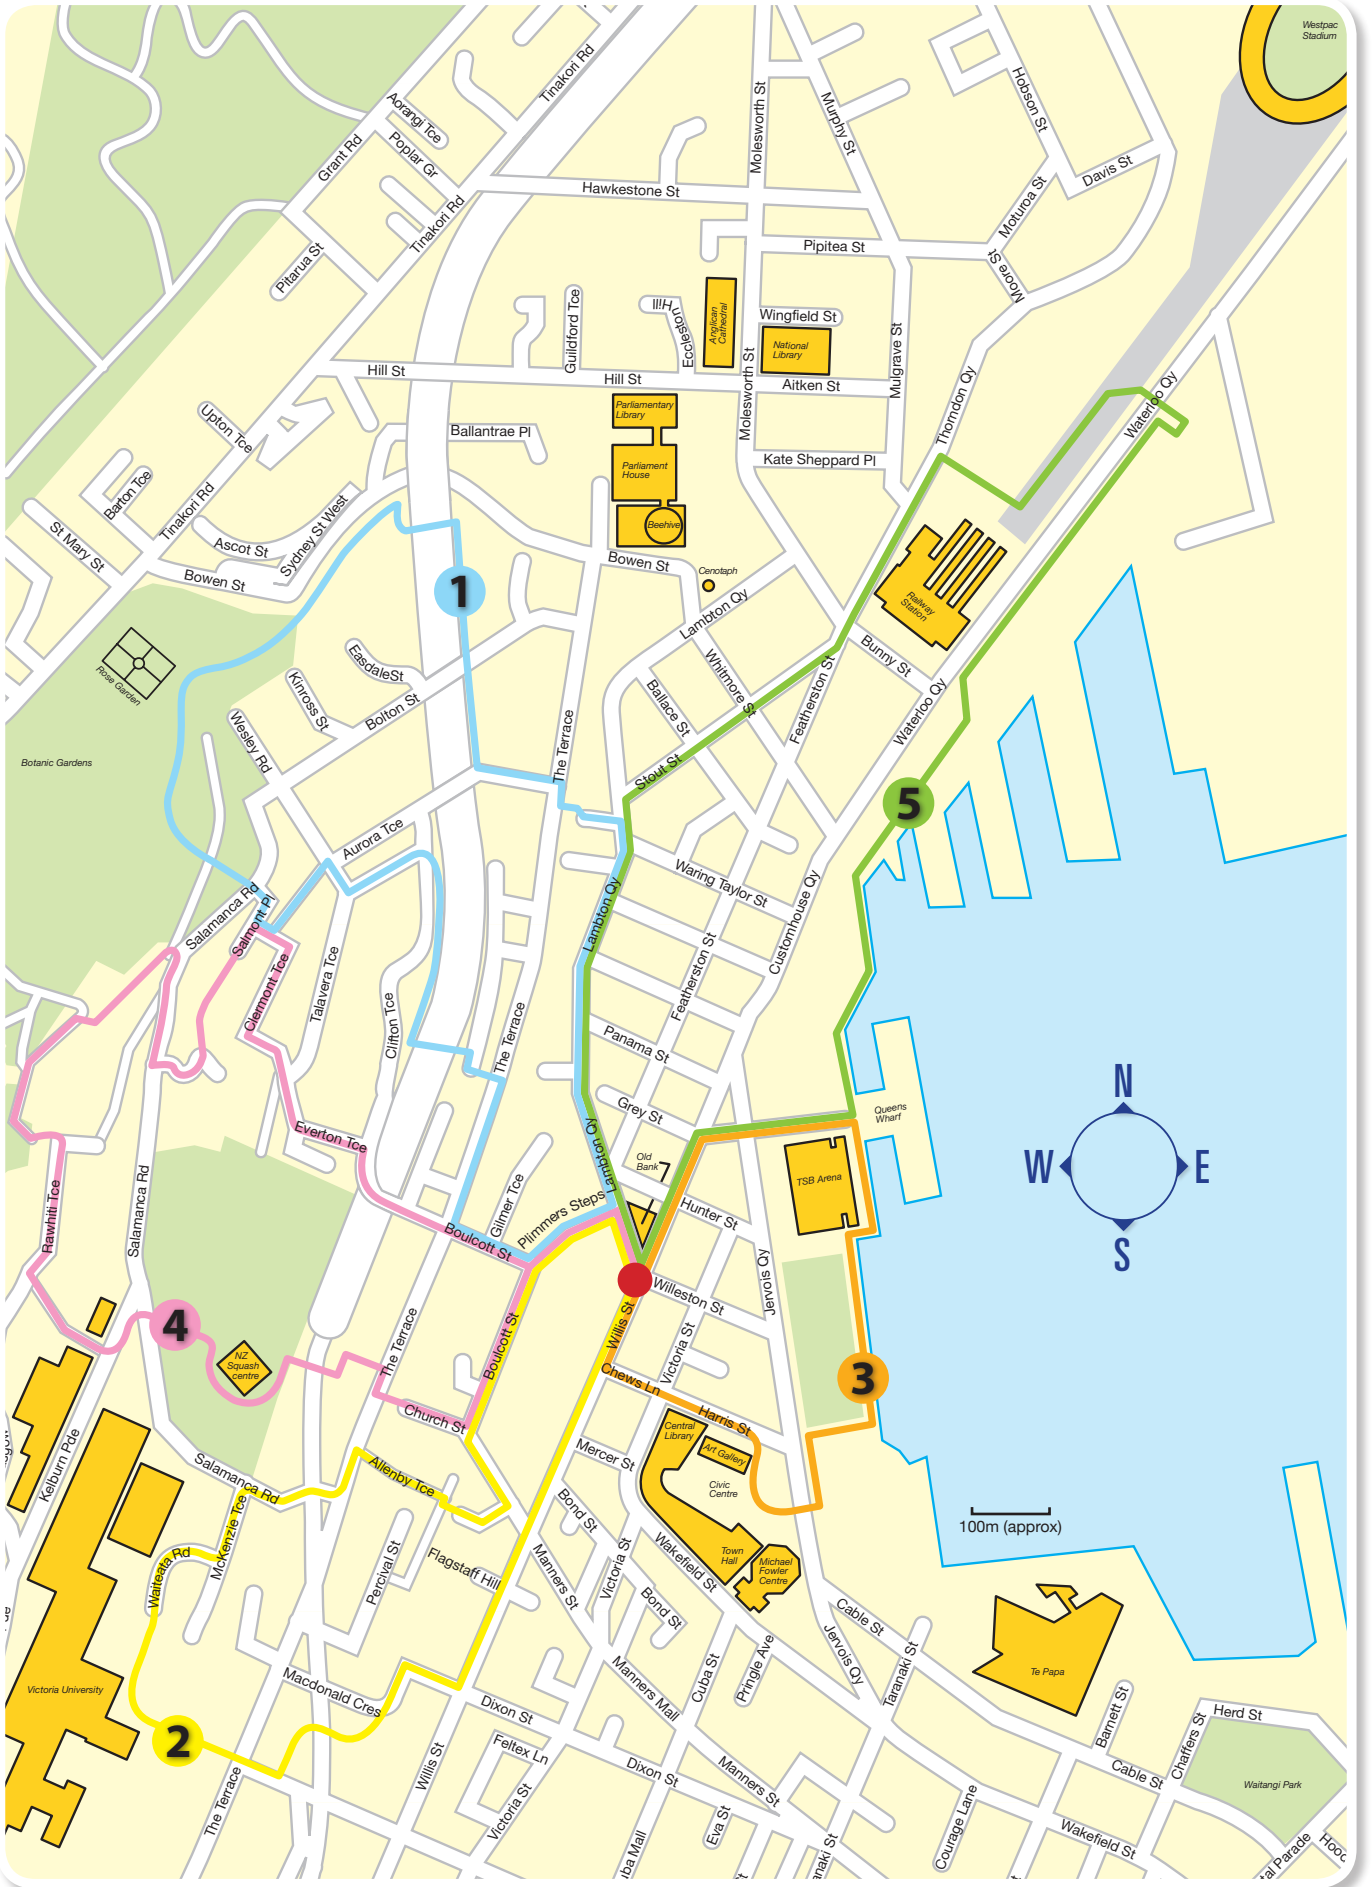 Westpac
Stadium
Tinakori Rd
Aorangi Tce
Grant Rd
Poplar Gr
Molesworth St
Murphy St
Hobson St
Davis St
Hawkestone St
Moturoa St
Tinakori Rd
Pipitea St
Pitarua St
Moore St
Guildford Tce
Eccleston
Hill
Anglican
Cathedral
Wingfield St
National
Library
Mulgrave St
Hill St
Hill St
Aitken St
Molesworth St
Thorndon Qy
Waterloo Qy
Upton Tce
Ballantrae Pl
Parliamentary
Library
Kate Sheppard Pl
Parliament
House
Barton Tce
Tinakori Rd
Sydney St West
Beehive
St Mary St
Ascot St
Bowen St
Bowen St
Cenotaph
1
Lambton Qy
Railway
Station
Rose Garden
Easdale St
Kinross St
Bolton St
Whitmore St
Bunny St
Ballace St
Featherston St
Waterloo Qy
Wesley Rd
The Terrace
Botanic Gardens
Stout St
5
Aurora Tce
Waring Taylor St
Salamanca Rd
Salmont Pl
Lambton Qy
Customhouse Qy
Clermont Tce
Talavera Tce
Featherston St
Clifton Tce
The Terrace
Panama St
Grey St
Queens
Wharf
N
W
E
S
Everton Tce
Lambton Qy
Old
Bank
TSB Arena
Rawhiti Tce
Salamanca Rd
Gilmer Tce
Plimmers Steps
Hunter St
Boulcott St
Jervois Qy
Willeston St
4
Willis St
Victoria St
The Terrace
Boulcott St
NZ
Squash
centre
Chews Ln
3
Church St
Harris St
Central
Library
Art Gallery
Kelburn Pde
Salamanca Rd
Allenby Tce
Mercer St
Civic
Centre
100m (approx)
McKenzie Tce
Bond St
Waiteata Rd
Percival St
Flagstaff Hill
Manners St
Victoria St
Wakefield St
Town
Hall
Michael
Fowler
Centre
Bond St
Cable St
Jervois Qy
Taranaki St
Te Papa
Victoria University
Macdonald Cres
Manners Mall
Cuba St
Pringle Ave
Barnett St
Herd St
Chaffers St
2
Dixon St
Feltex Ln
Willis St
Dixon St
Manners St
Cable St
Waitangi Park
The Terrace
Victoria St
Eva St
Courage Lane
Wakefield St